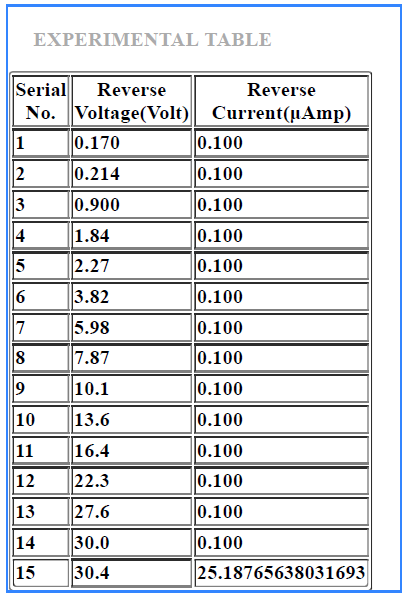 EXPERIMENTAL TABLE
Serial No. Reverse Voltage(Volt) Reverse Current(μAmp)
1 0.170 0.100
2 0.214 0.100
3 0.900 0.100
4 1.84 0.100
5 2.27 0.100
6 3.82 0.100
7 5.98 0.100
8 7.87 0.100
9 10.1 0.100
10 13.6 0.100
11 16.4 0.100
12 22.3 0.100
13 27.6 0.100
14 30.0 0.100
15 30.4 25.18765638031693